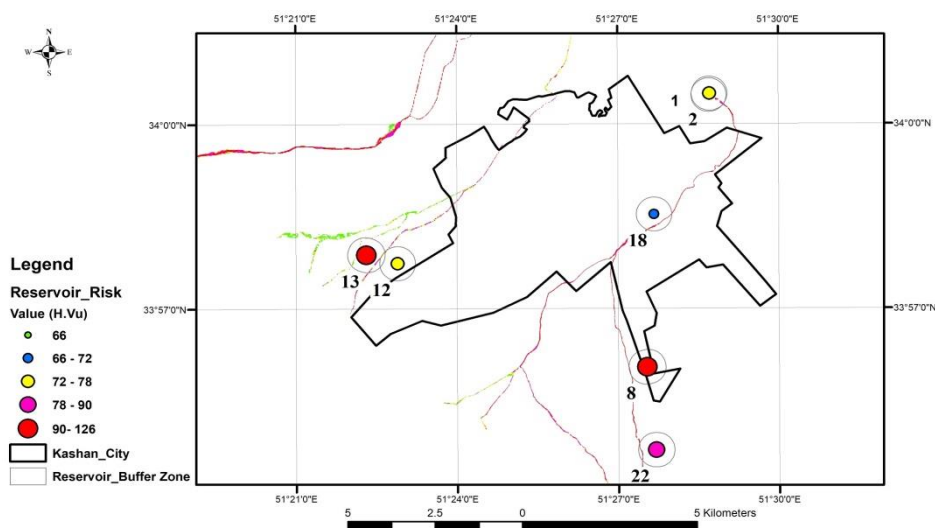 51°21'0"E 51°24'0"E 51°27'0"E 51°30'0"E
N
W E
S
1
2
34°0'0"N 34°0'0"N
18
13 12
33°57'0"N 33°57'0"N
8
22
Legend
Reservoir_Risk
Value (H.Vu)
66
66 - 72
72 - 78
78 - 90
90- 126
Kashan_City
Reservoir_Buffer Zone
51°21'0"E 51°24'0"E 51°27'0"E 51°30'0"E
5 2.5 0 5 Kilometers